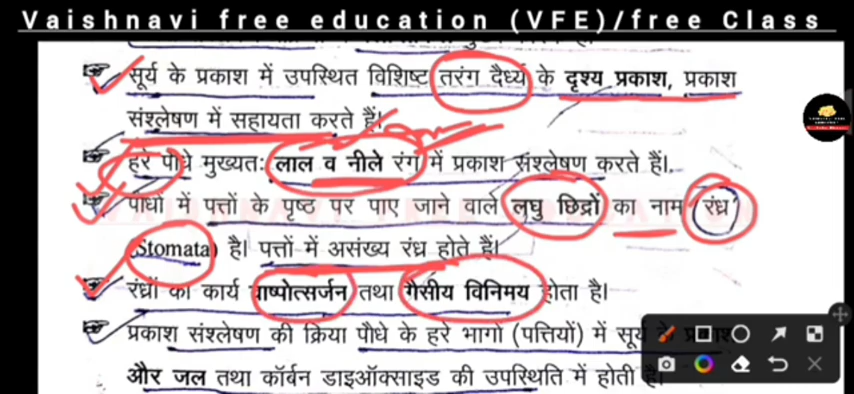 Vaishnavi free education (VFE)/free Class
सूर्य के प्रकाश में उपस्थित विशिष्ट तरंग दैर्ध्य के दृश्य प्रकाश, प्रकाश
संश्लेषण में सहायता करते हैं।
हरे पौधे मुख्यतः लाल व नीले रंग में प्रकाश संश्लेषण करते हैं।
पौधों में पत्तों के पृष्ठ पर पाए जाने वाले लघु छिद्रों का नाम 'रंध्र'
(Stomata) है। पत्तों में असंख्य रंध्र होते हैं।
रंध्रों का कार्य वाष्पोत्सर्जन तथा गैसीय विनिमय होता है।
प्रकाश संश्लेषण की क्रिया पौधे के हरे भागों (पत्तियों) में सूर्य के प्रकाश
और जल तथा कॉर्बन डाइऑक्साइड की उपस्थिति में होती है।